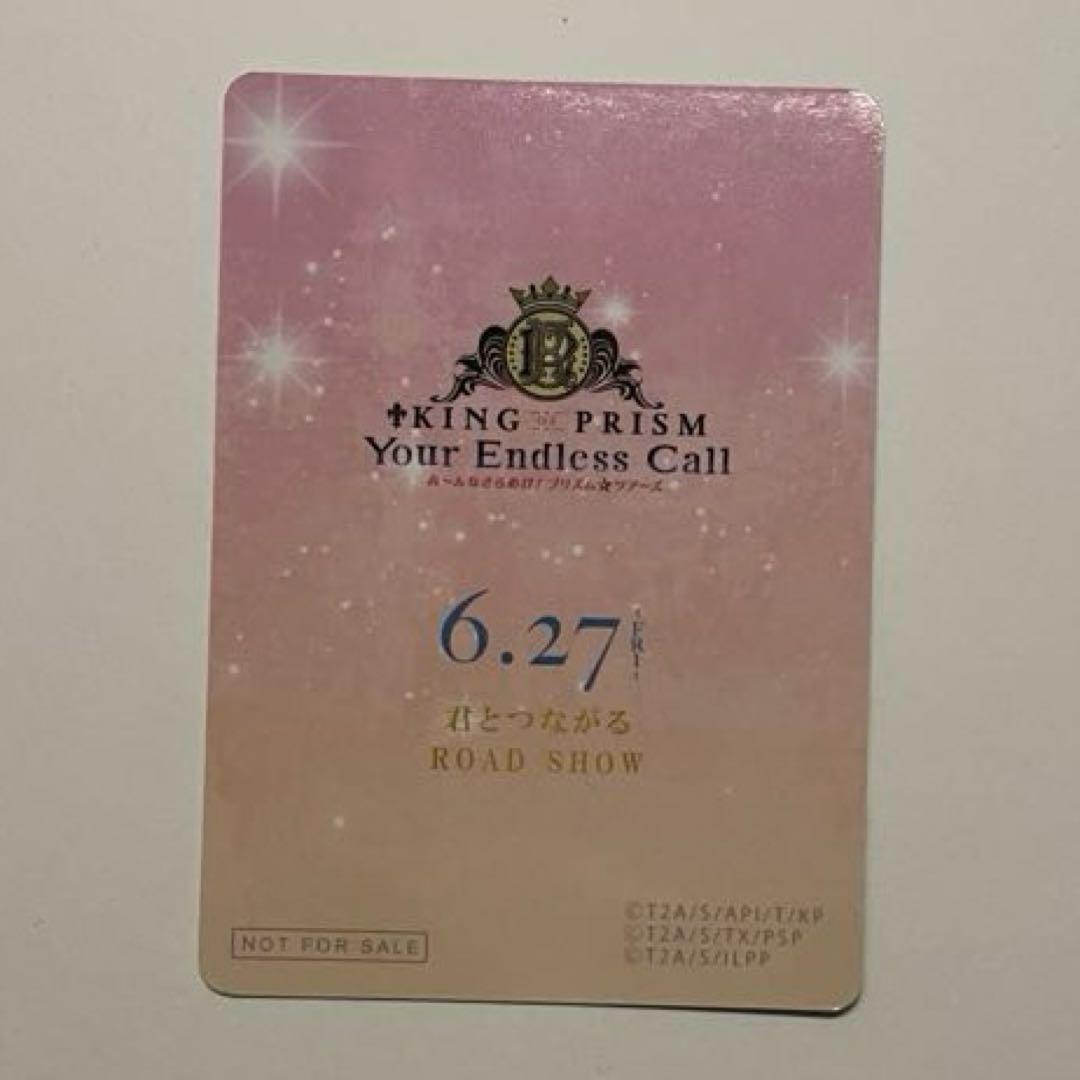 KING OF PRISM
Your Endless Call
み〜んなきらめけ!プリズム☆ツアーズ
6.27
-FRI-
君とつながる
ROAD SHOW
NOT FOR SALE
©T2A/S/API/T/KP
©T2A/S/TX/PSP
©T2A/S/ILPP